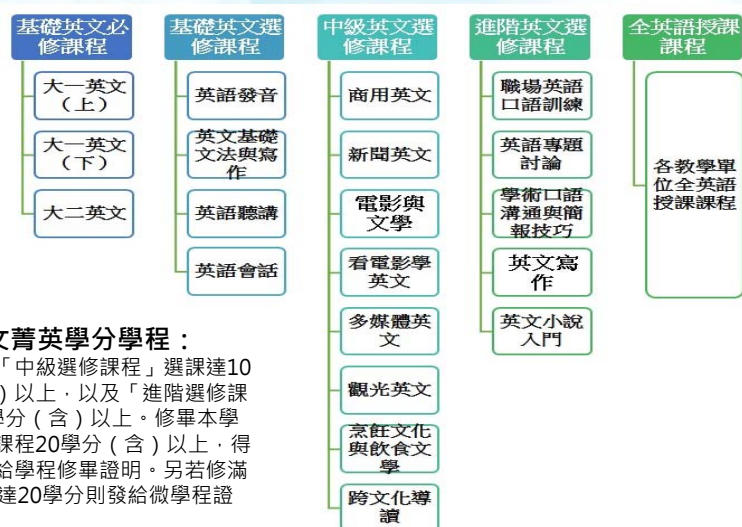 基礎英文必
修課程
大一英文
（上）
大一英文
（下）
大二英文
基礎英文選
修課程
英語發音
英文基礎
文法與寫
作
英語聽講
英語會話
中級英文選
修課程
商用英文
新聞英文
電影與
文學
看電影學
英文
多媒體英
文
觀光英文
烹飪文化
與飲食文
學
跨文化導
讀
進階英文選
修課程
職場英語
口語訓練
英語專題
討論
學術口語
溝通與簡
報技巧
英文寫
作
英文小說
入門
全英語授課
課程
各教學單
位全英語
授課課程
文菁英學分學程：
「中級選修課程」選課達10
）以上，以及「進階選修課
學分（含）以上。修畢本學
課程20學分（含）以上，得
給學程修畢證明。另若修滿
達20學分則發給微學程證